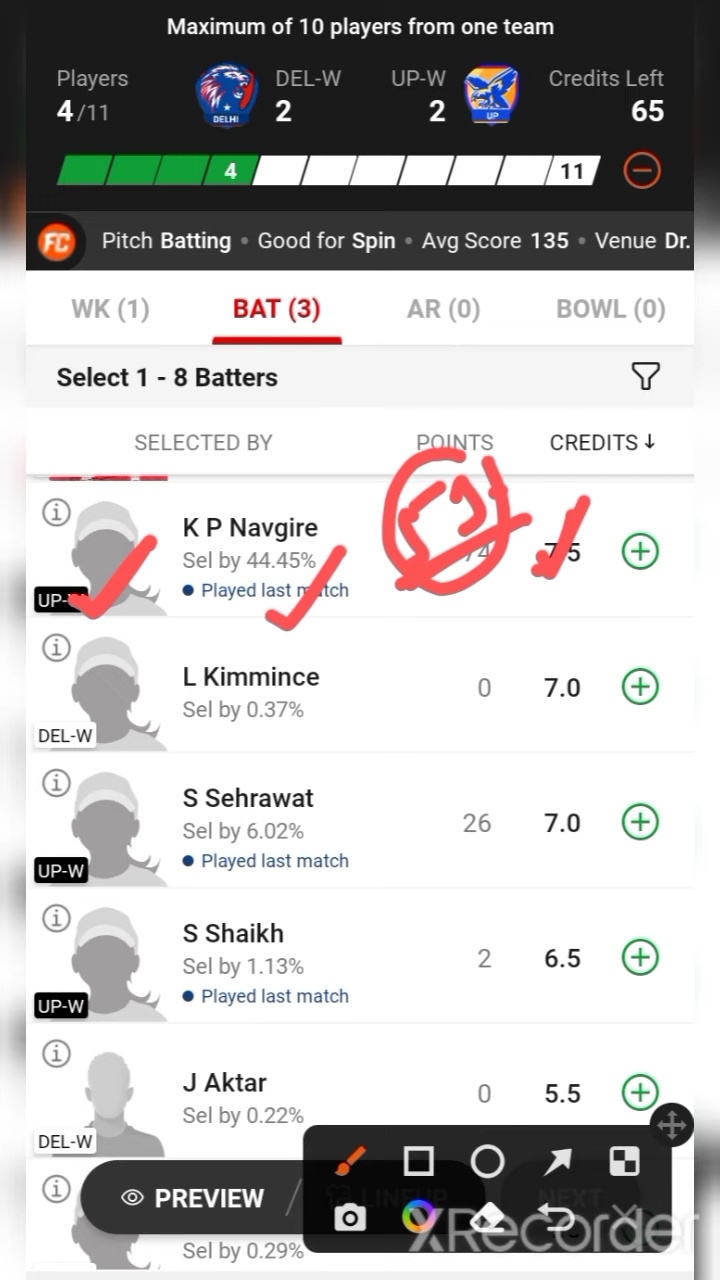 Maximum of 10 players from one team
Players DEL-W UP-W Credits Left
4/11 2 2 65
DELHI UP
4 11
FC Pitch Batting • Good for Spin • Avg Score 135 • Venue Dr.
WK (1) BAT (3) AR (0) BOWL (0)
Select 1 - 8 Batters
SELECTED BY POINTS CREDITS ↓
K P Navgire
Sel by 44.45% 74 7.5
UP-W • Played last match
L Kimmince
Sel by 0.37% 0 7.0
DEL-W
S Sehrawat
Sel by 6.02% 26 7.0
UP-W • Played last match
S Shaikh
Sel by 1.13% 2 6.5
UP-W • Played last match
J Aktar
Sel by 0.22% 0 5.5
DEL-W
PREVIEW / LINEUP NEXT
Sel by 0.29%
XRecorder